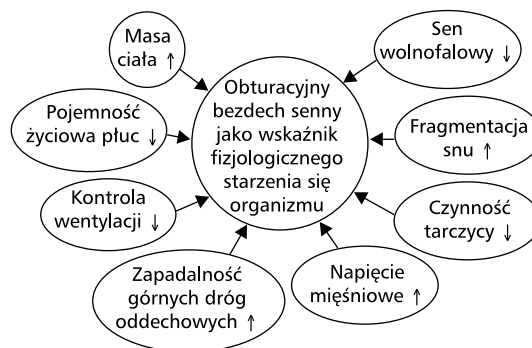 Masa
ciała ↑
Sen
wolnofalowy ↓
Obturacyjny
bezdech senny
jako wskaźnik
fizjologicznego
starzenia się
organizmu
Pojemność
życiowa płuc ↓
Fragmentacja
snu ↑
Kontrola
wentylacji ↓
Czynność
tarczycy ↓
Zapadalność
górnych dróg
oddechowych ↑
Napięcie
mięśniowe ↑